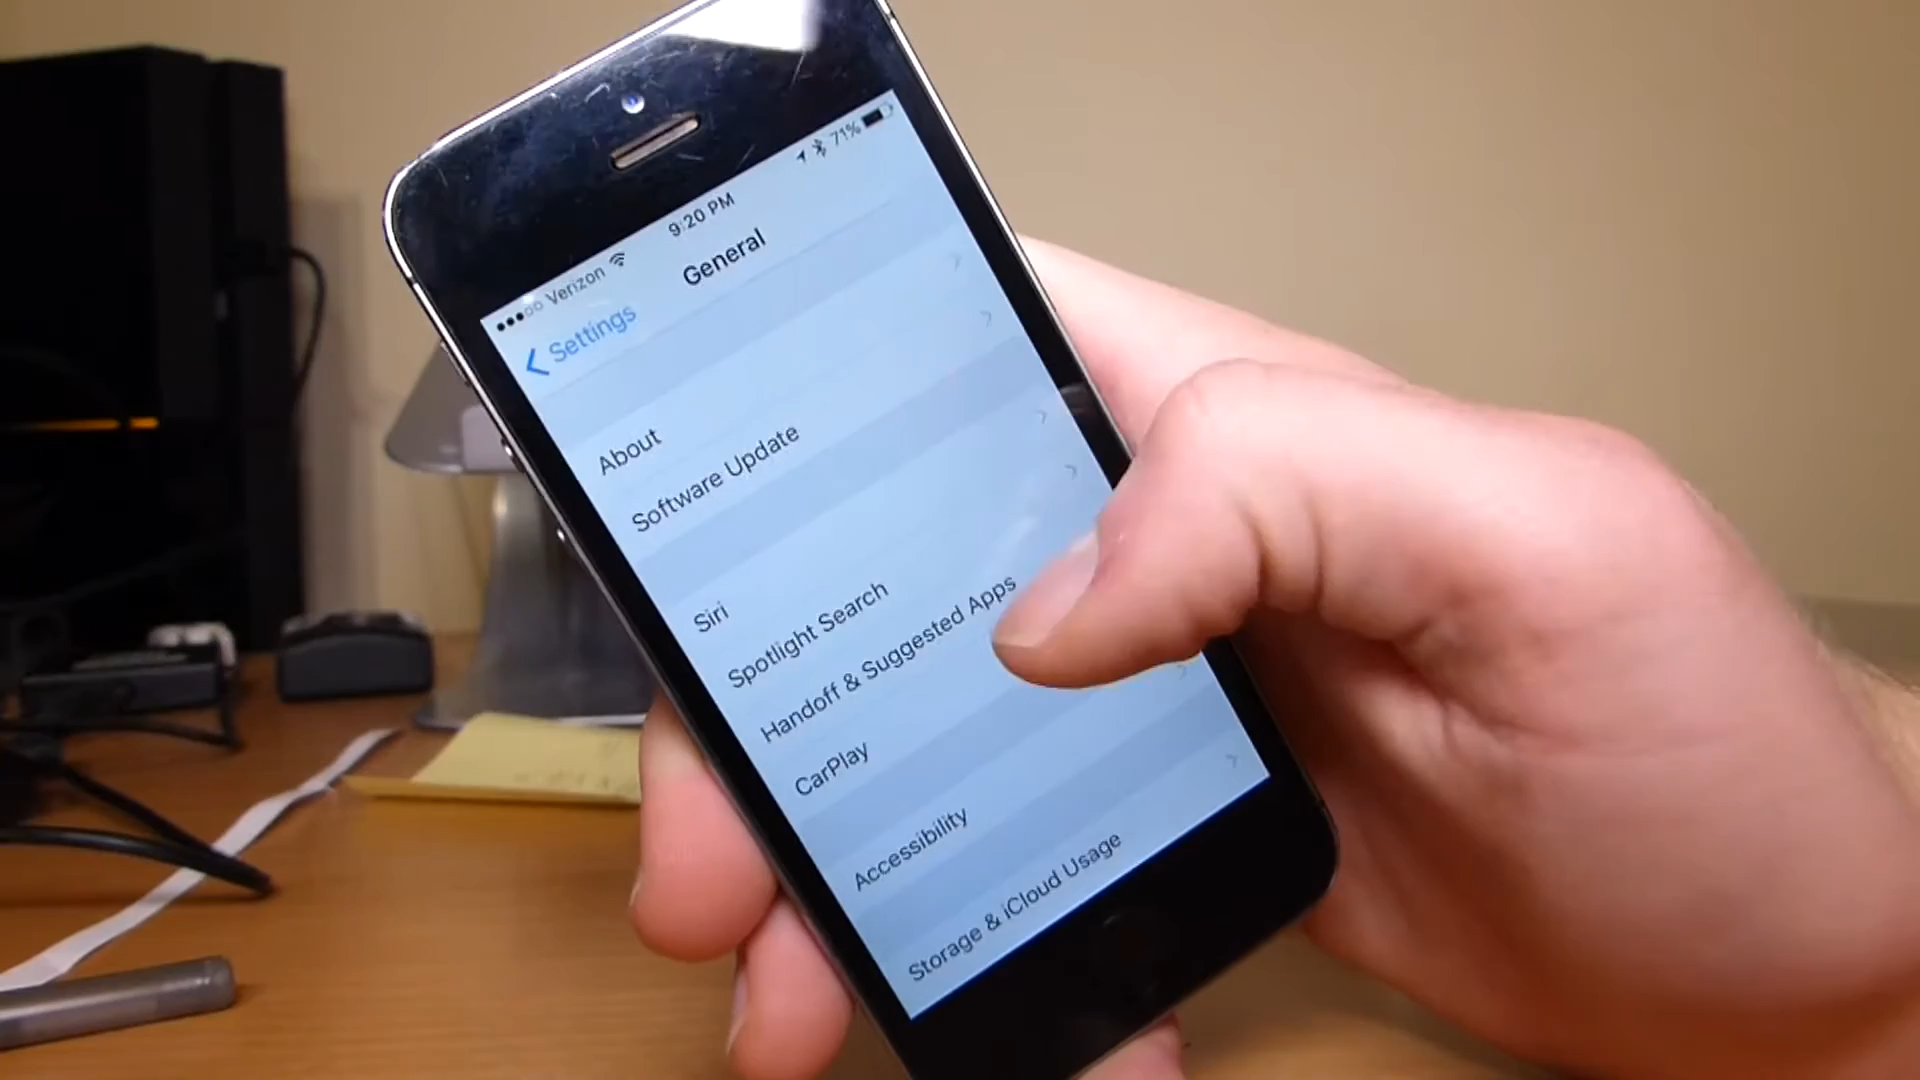 ●●●○○ Verizon 9:20 PM 71%
Settings
General
About
Software Update
Siri
Spotlight Search
Handoff & Suggested Apps
CarPlay
Accessibility
Storage & iCloud Usage